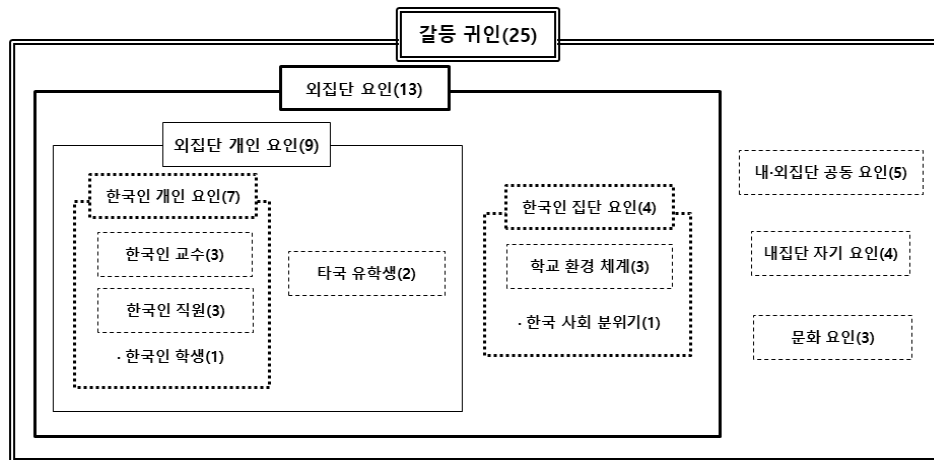 갈등 귀인(25)
외집단 요인(13)
외집단 개인 요인(9)
한국인 개인 요인(7)
한국인 교수(3)
한국인 직원(3)
· 한국인 학생(1)
타국 유학생(2)
한국인 집단 요인(4)
학교 환경 체계(3)
· 한국 사회 분위기(1)
내·외집단 공동 요인(5)
내집단 자기 요인(4)
문화 요인(3)